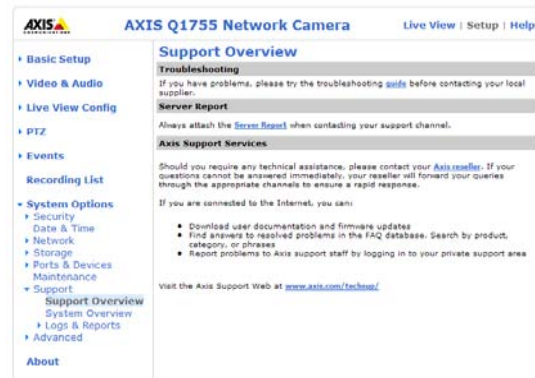 AXIS
COMMUNICATIONS
AXIS Q1755 Network Camera
Live View | Setup | Help
Basic Setup
Video & Audio
Live View Config
PTZ
Events
Recording List
System Options
Security
Date & Time
Network
Storage
Ports & Devices
Maintenance
Support
Support Overview
System Overview
Logs & Reports
Advanced
About
Support Overview
Troubleshooting
If you have problems, please try the troubleshooting guide before contacting your local
supplier.
Server Report
Always attach the Server Report when contacting your support channel.
Axis Support Services
Should you require any technical assistance, please contact your Axis reseller. If your
questions cannot be answered immediately, your reseller will forward your queries
through the appropriate channels to ensure a rapid response.
If you are connected to the Internet, you can:
Download user documentation and firmware updates
Find answers to resolved problems in the FAQ database. Search by product,
category, or phrases
Report problems to Axis support staff by logging in to your private support area
Visit the Axis Support Web at www.axis.com/techsup/